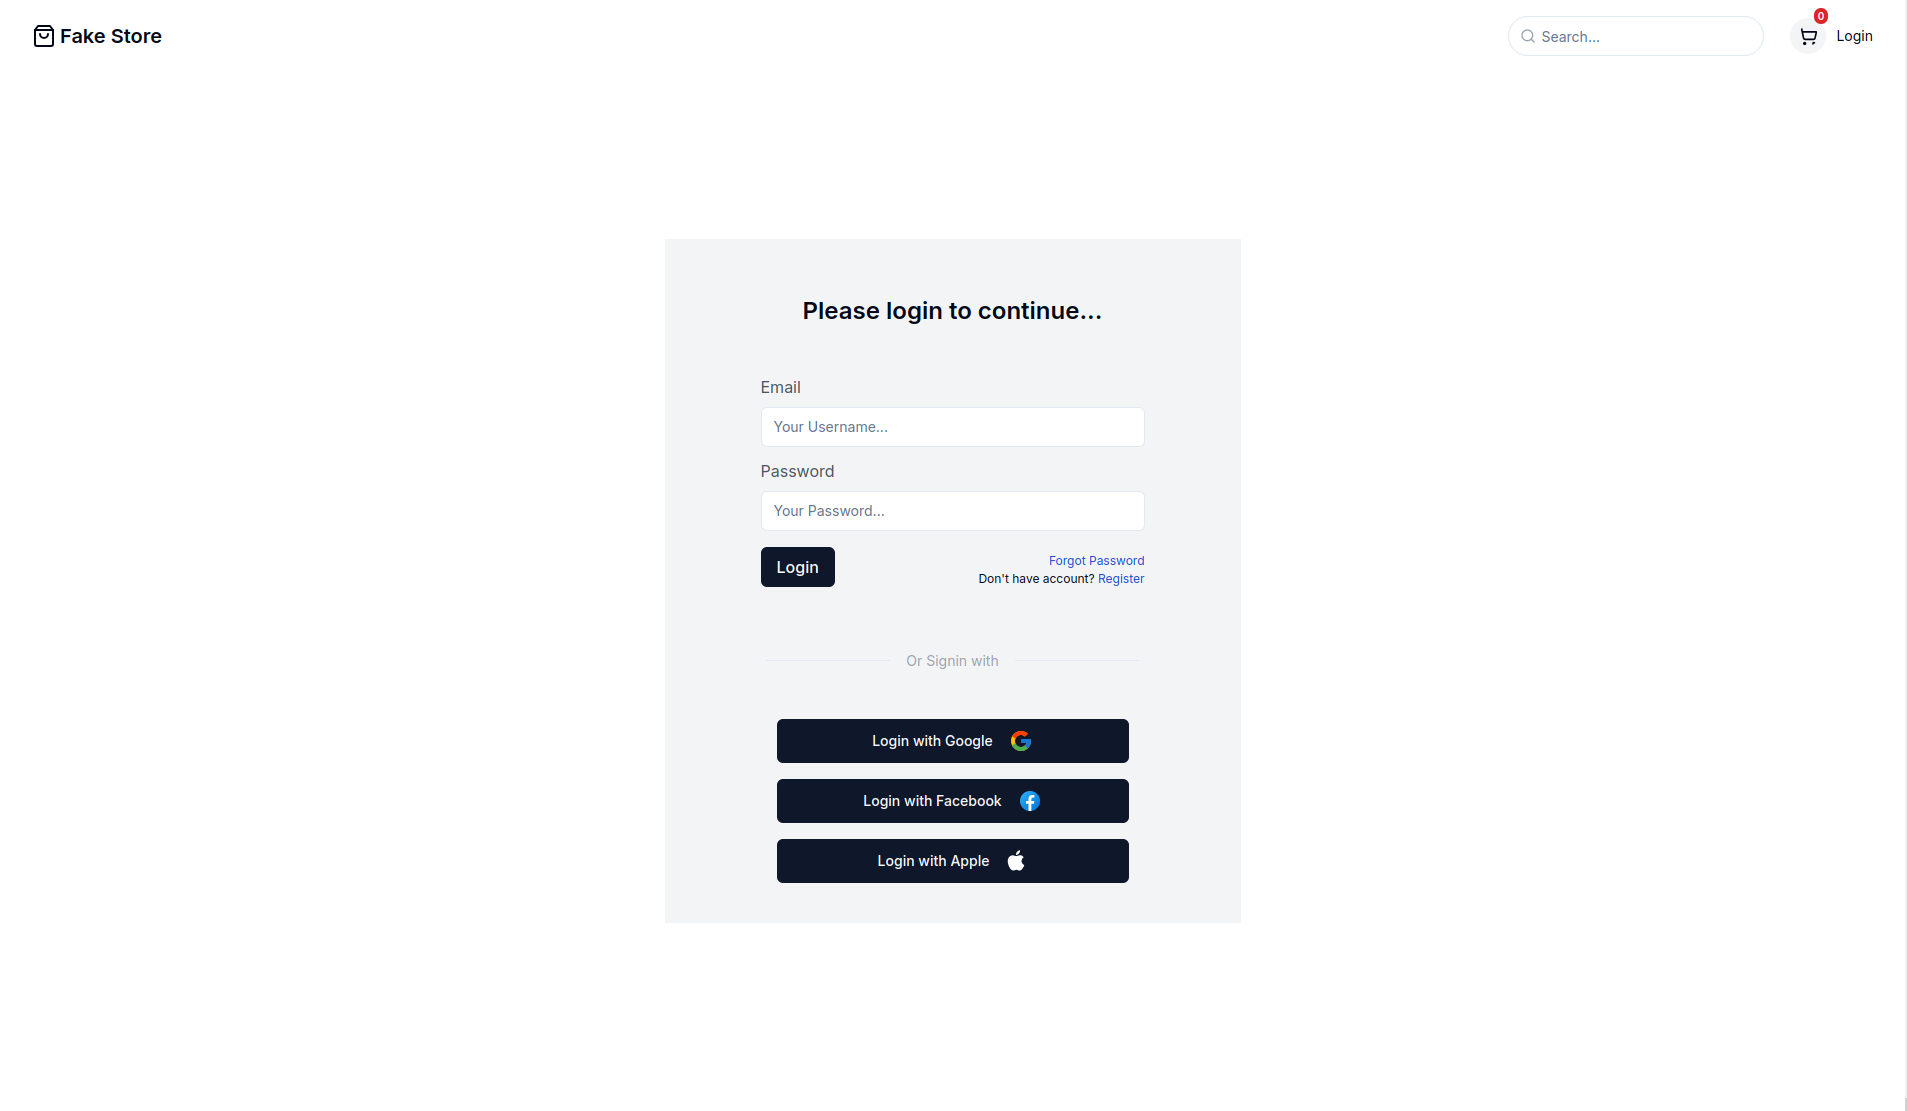 Fake Store
Search...
0
Login
Please login to continue...
Email
Your Username...
Password
Your Password...
Login
Forgot Password
Don't have account? Register
Or Signin with
Login with Google
Login with Facebook
Login with Apple